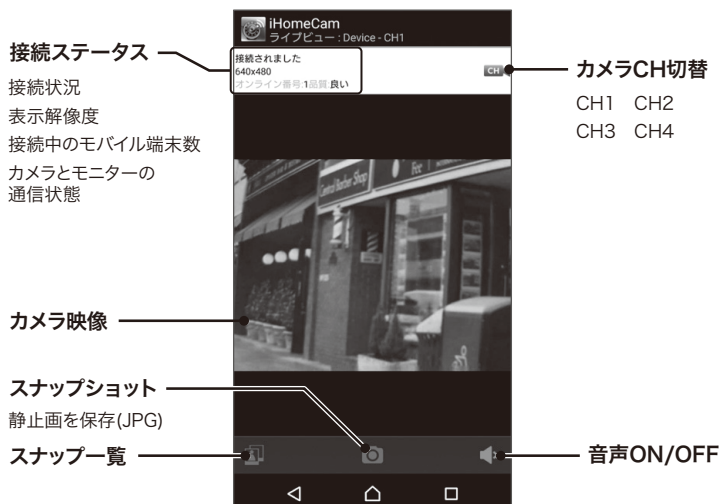 iHomeCam
ライブビュー : Device - CH1
接続ステータス
接続状況
表示解像度
接続中のモバイル端末数
カメラとモニターの
通信状態
接続されました
640x480
オンライン番号:1品質:良い
CH
カメラCH切替
CH1 CH2
CH3 CH4
Central Barber Shop
カメラ映像
スナップショット
静止画を保存(JPG)
スナップ一覧
音声ON/OFF